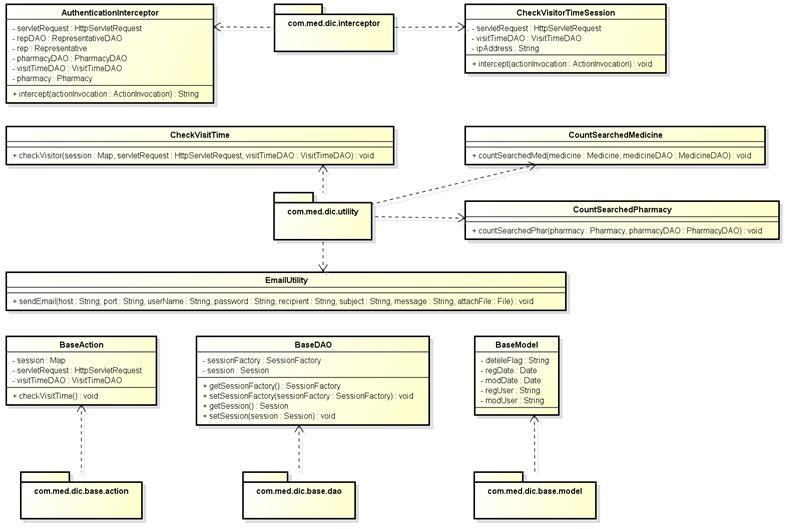 AuthenticationInterceptor
- servletRequest : HttpServletRequest
- repDAO : RepresentativeDAO
- rep : Representative
- pharmacyDAO : PharmacyDAO
- visitTimeDAO : VisitTimeDAO
- pharmacy : Pharmacy
+ intercept(actionInvocation : ActionInvocation) : String
com.med.dic.interceptor
CheckVisitorTimeSession
- servletRequest : HttpServletRequest
- visitTimeDAO : VisitTimeDAO
- ipAddress : String
+ intercept(actionInvocation : ActionInvocation) : void
CheckVisitTime
+ checkVisitor(session : Map, servletRequest : HttpServletRequest, visitTimeDAO : VisitTimeDAO) : void
CountSearchedMedicine
+ countSearchedMed(medicine : Medicine, medicineDAO : MedicineDAO) : void
com.med.dic.utility
CountSearchedPharmacy
+ countSearchedPhar(pharmacy : Pharmacy, pharmacyDAO : PharmacyDAO) : void
EmailUtility
+ sendEmail(host : String, port : String, userName : String, password : String, recipient : String, subject : String, message : String, attachFile : File) : void
BaseAction
- session : Map
- servletRequest : HttpServletRequest
- visitTimeDAO : VisitTimeDAO
+ checkVisitTime() : void
BaseDAO
- sessionFactory : SessionFactory
- session : Session
+ getSessionFactory() : SessionFactory
+ setSessionFactory(sessionFactory : SessionFactory) : void
+ getSession() : Session
+ setSession(session : Session) : void
BaseModel
- deteleFlag : String
- regDate : Date
- modDate : Date
- regUser : String
- modUser : String
com.med.dic.base.action
com.med.dic.base.dao
com.med.dic.base.model